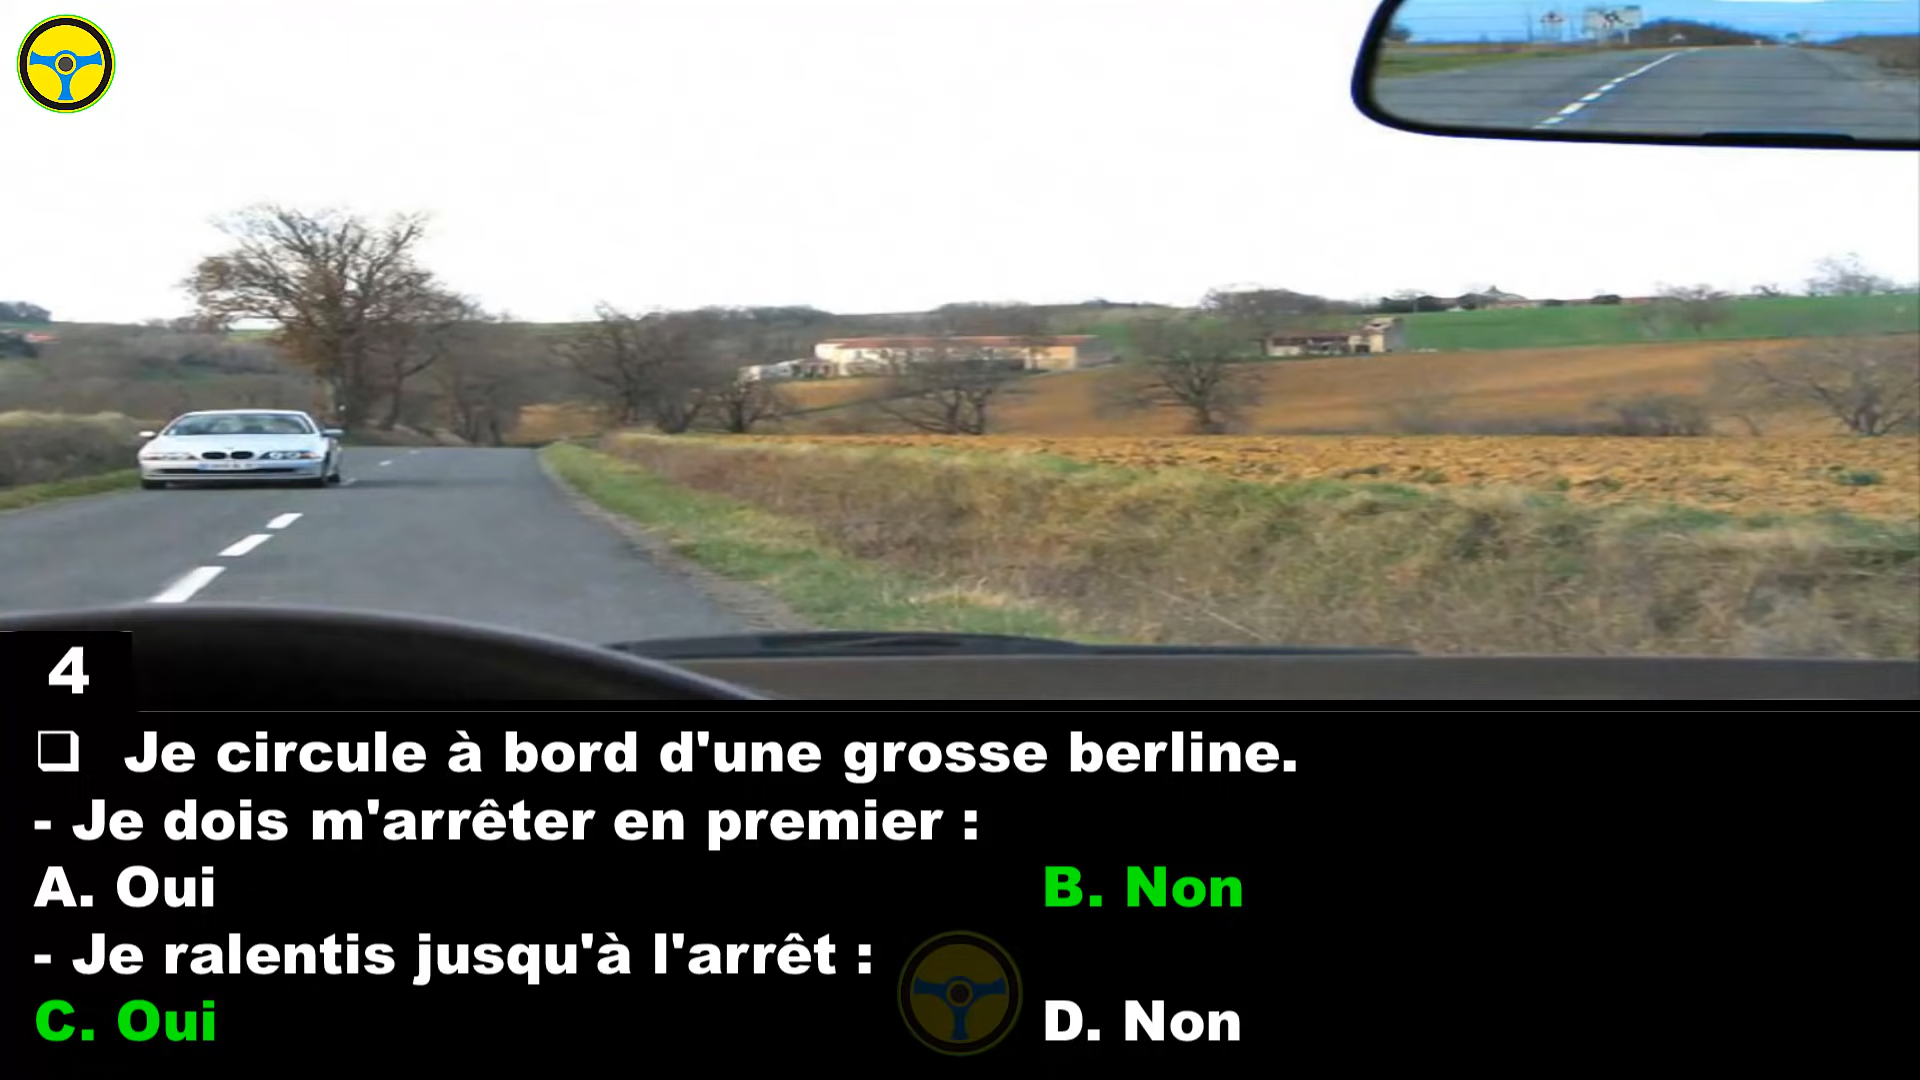 4
❑ Je circule à bord d'une grosse berline.
- Je dois m'arrêter en premier :
A. Oui B. Non
- Je ralentis jusqu'à l'arrêt :
C. Oui D. Non